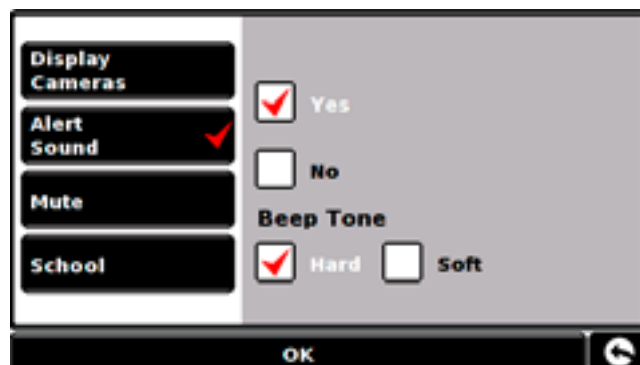 Display
Cameras
Alert
Sound
Mute
School
Yes
No
Beep Tone
Hard Soft
OK